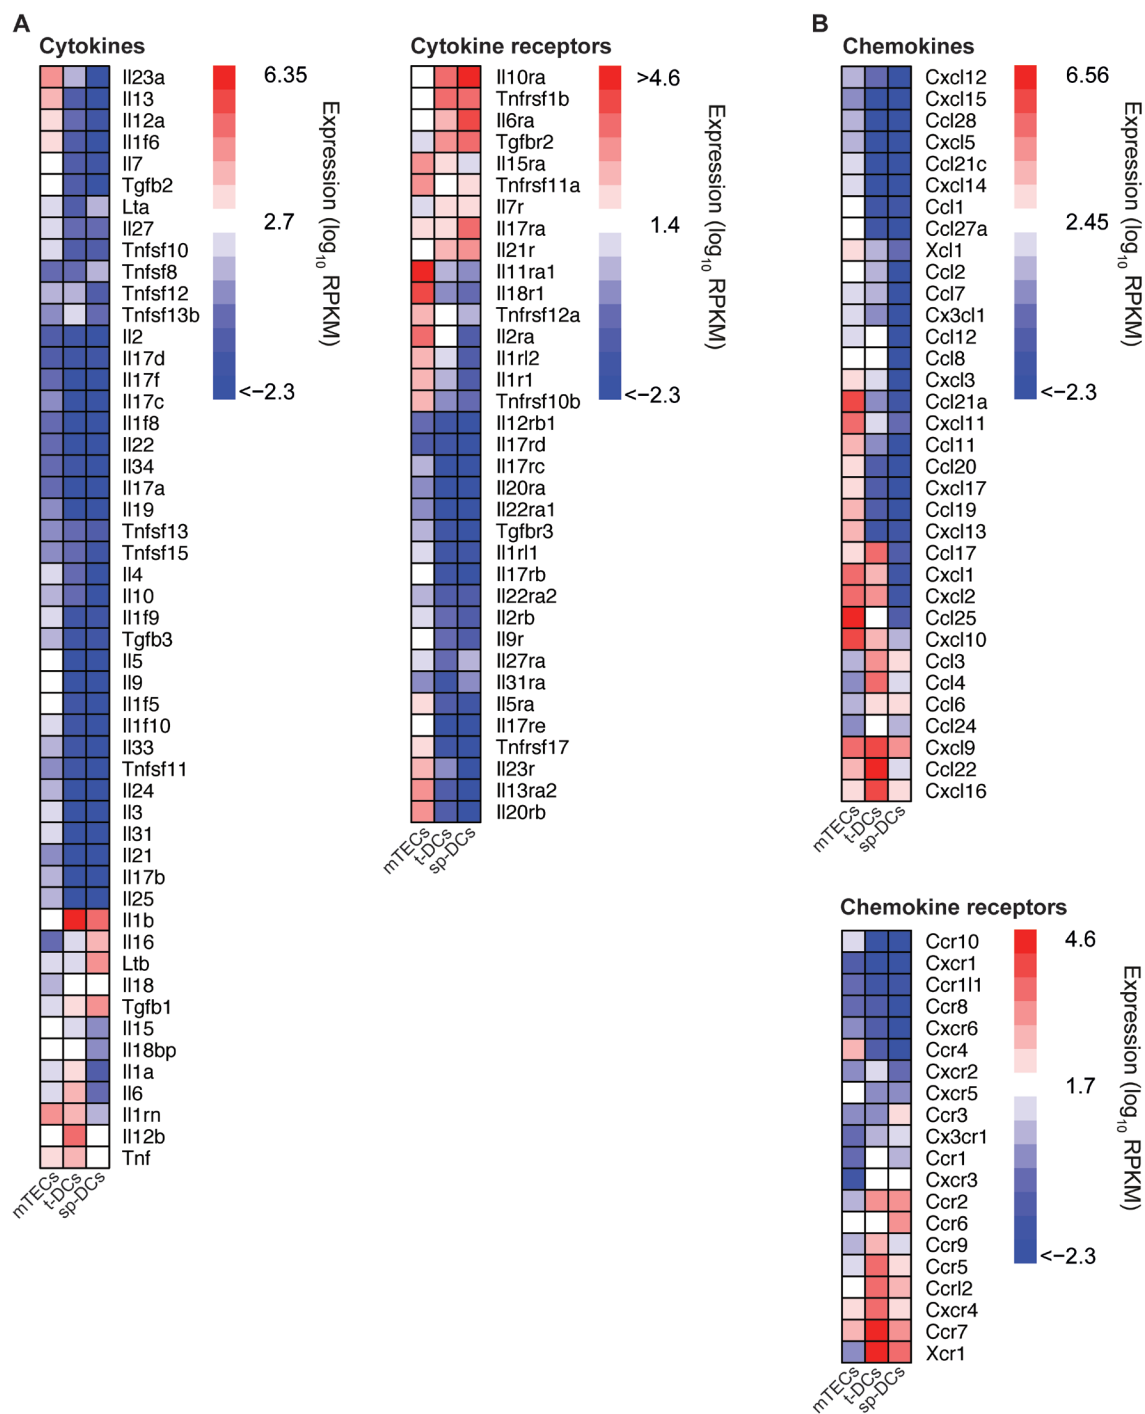 A
Cytokines
Il23a
Il13
Il12a
Il1f6
Il7
Tgfb2
Lta
Il27
Tnfsf10
Tnfsf8
Tnfsf12
Tnfsf13b
Il2
Il17d
Il17f
Il17c
Il1f8
Il22
Il34
Il17a
Il19
Tnfsf13
Tnfsf15
Il4
Il10
Il1f9
Tgfb3
Il5
Il9
Il1f5
Il1f10
Il33
Tnfsf11
Il24
Il3
Il31
Il21
Il17b
Il25
Il1b
Il16
Ltb
Il18
Tgfb1
Il15
Il18bp
Il1a
Il6
Il1rn
Il12b
Tnf
mTECs
t-DCs
sp-DCs
6.35
2.7
<−2.3
Expression (log10 RPKM)
Cytokine receptors
Il10ra
Tnfrsf1b
Il6ra
Tgfbr2
Il15ra
Tnfrsf11a
Il7r
Il17ra
Il21r
Il11ra1
Il18r1
Tnfrsf12a
Il2ra
Il1rl2
Il1r1
Tnfrsf10b
Il12rb1
Il17rd
Il17rc
Il20ra
Il22ra1
Tgfbr3
Il1rl1
Il17rb
Il22ra2
Il2rb
Il9r
Il27ra
Il31ra
Il5ra
Il17re
Tnfrsf17
Il23r
Il13ra2
Il20rb
mTECs
t-DCs
sp-DCs
>4.6
1.4
<−2.3
Expression (log10 RPKM)
B
Chemokines
Cxcl12
Cxcl15
Ccl28
Cxcl5
Ccl21c
Cxcl14
Ccl1
Ccl27a
Xcl1
Ccl2
Ccl7
Cx3cl1
Ccl12
Ccl8
Cxcl3
Ccl21a
Cxcl11
Ccl11
Ccl20
Cxcl17
Ccl19
Cxcl13
Ccl17
Cxcl1
Cxcl2
Ccl25
Cxcl10
Ccl3
Ccl4
Ccl6
Ccl24
Cxcl9
Ccl22
Cxcl16
mTECs
t-DCs
sp-DCs
6.56
2.45
<−2.3
Expression (log10 RPKM)
Chemokine receptors
Ccr10
Cxcr1
Ccr1l1
Ccr8
Cxcr6
Ccr4
Cxcr2
Cxcr5
Ccr3
Cx3cr1
Ccr1
Cxcr3
Ccr2
Ccr6
Ccr9
Ccr5
Ccrl2
Cxcr4
Ccr7
Xcr1
mTECs
t-DCs
sp-DCs
4.6
1.7
<−2.3
Expression (log10 RPKM)